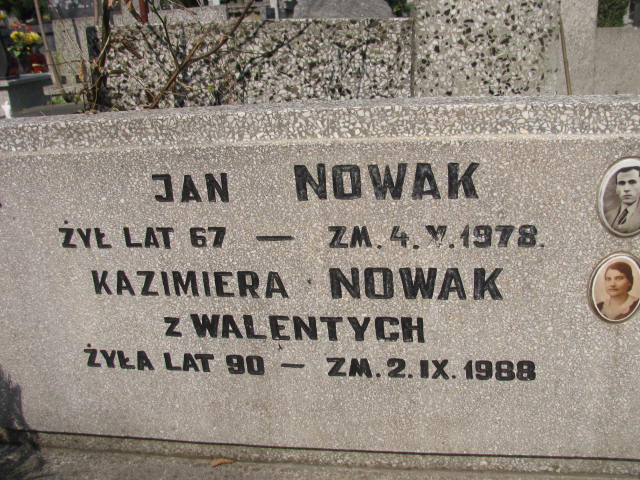 JAN NOWAK
ŻYŁ LAT 67 — ZM. 4. V. 1978.
KAZIMIERA NOWAK
Z WALENTYCH
ŻYŁA LAT 90 — ZM. 2. IX. 1988